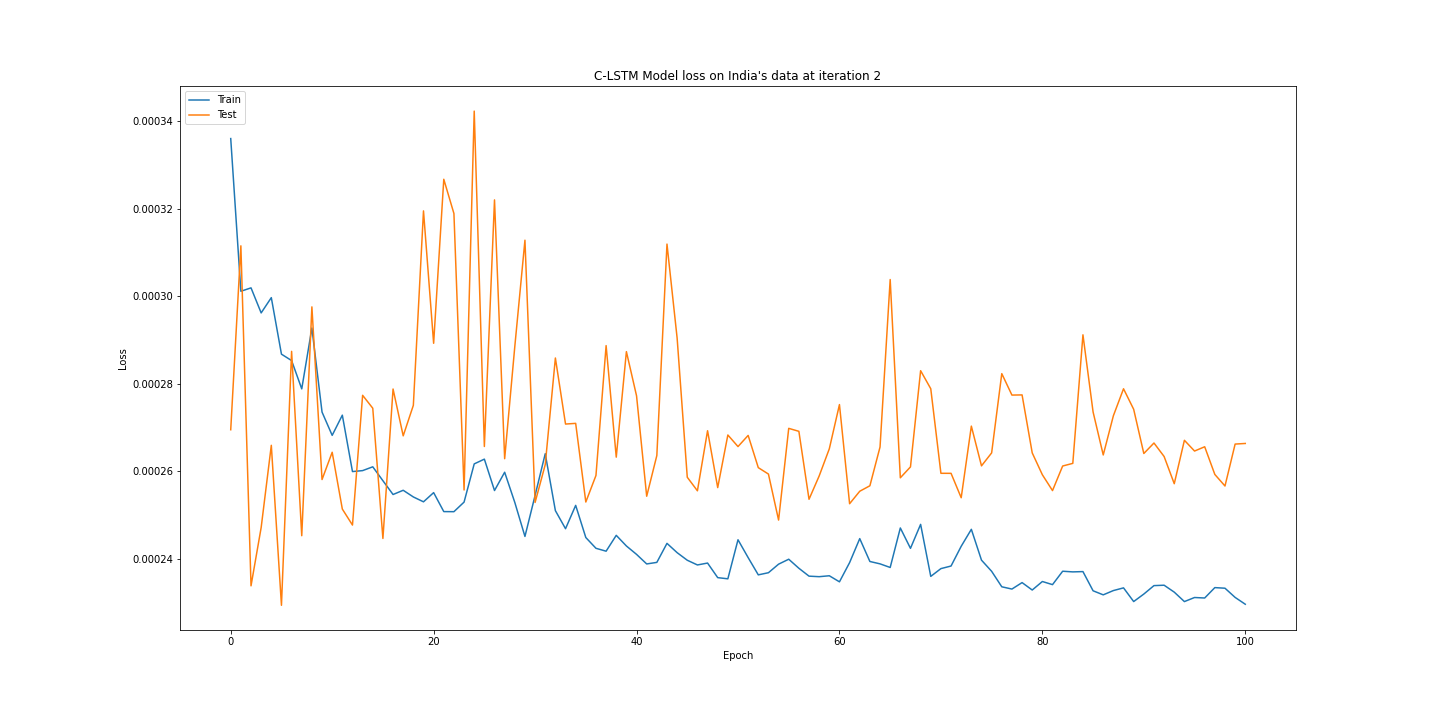 C-LSTM Model loss on India's data at iteration 2
Train
Test
0.00034
0.00032
0.00030
0.00028
0.00026
0.00024
Loss
0 20 40 60 80 100
Epoch